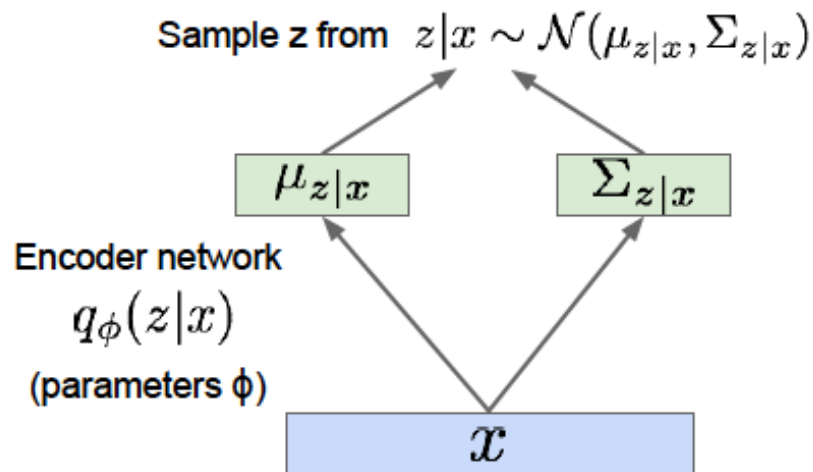 Sample z from z|x ∼ 𝒩(μ_{z|x}, Σ_{z|x})
μ_{z|x}
Σ_{z|x}
Encoder network
q_ϕ(z|x)
(parameters ϕ)
x